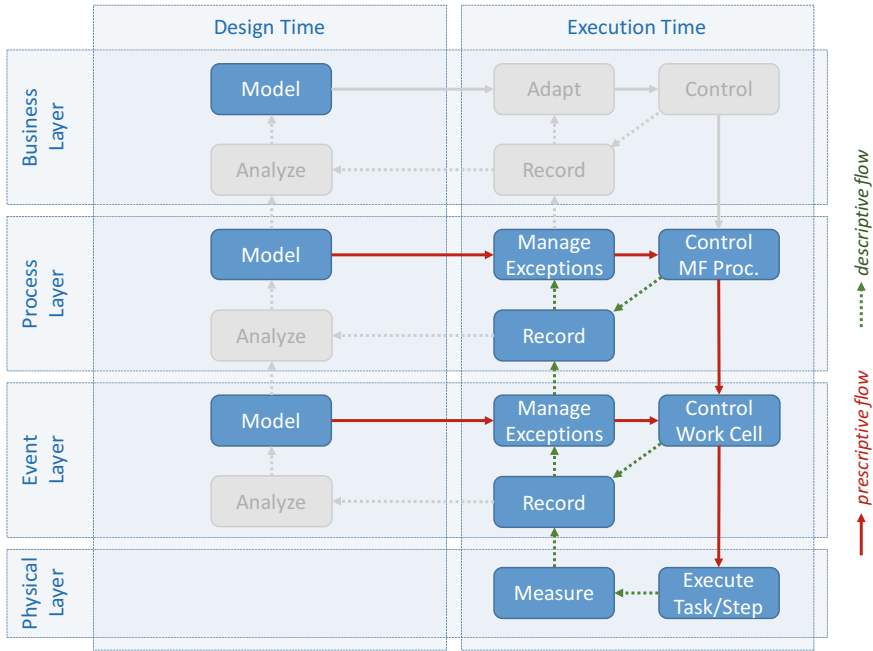 Design Time
Execution Time
Business
Layer
Model
Adapt
Control
Analyze
Record
Process
Layer
Model
Manage
Exceptions
Control
MF Proc.
Analyze
Record
Event
Layer
Model
Manage
Exceptions
Control
Work Cell
Analyze
Record
Physical
Layer
Measure
Execute
Task/Step
descriptive flow
prescriptive flow